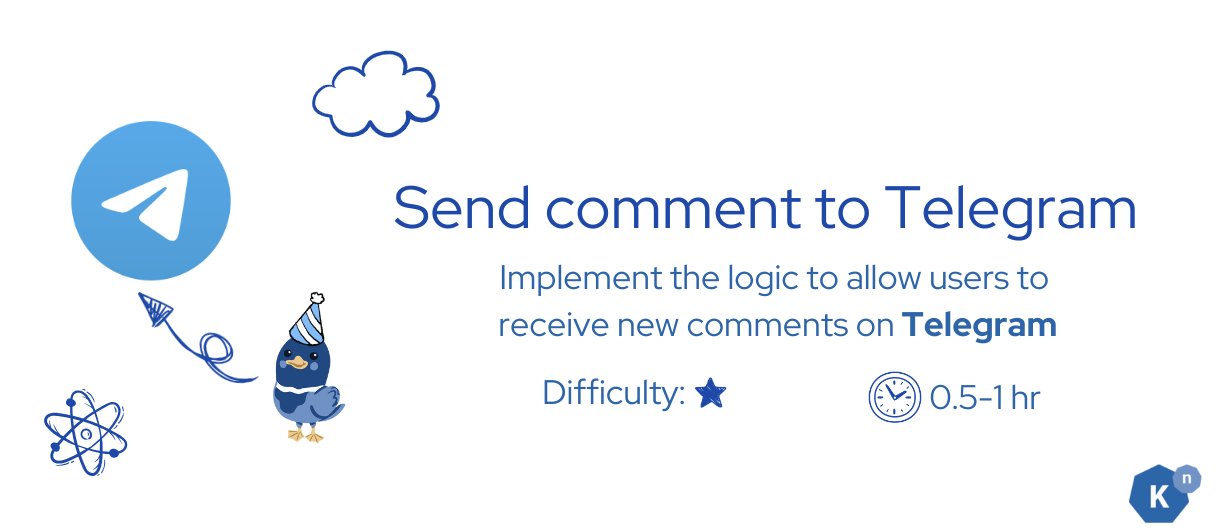 Send comment to Telegram
Implement the logic to allow users to
receive new comments on Telegram
Difficulty:
0.5-1 hr
K n